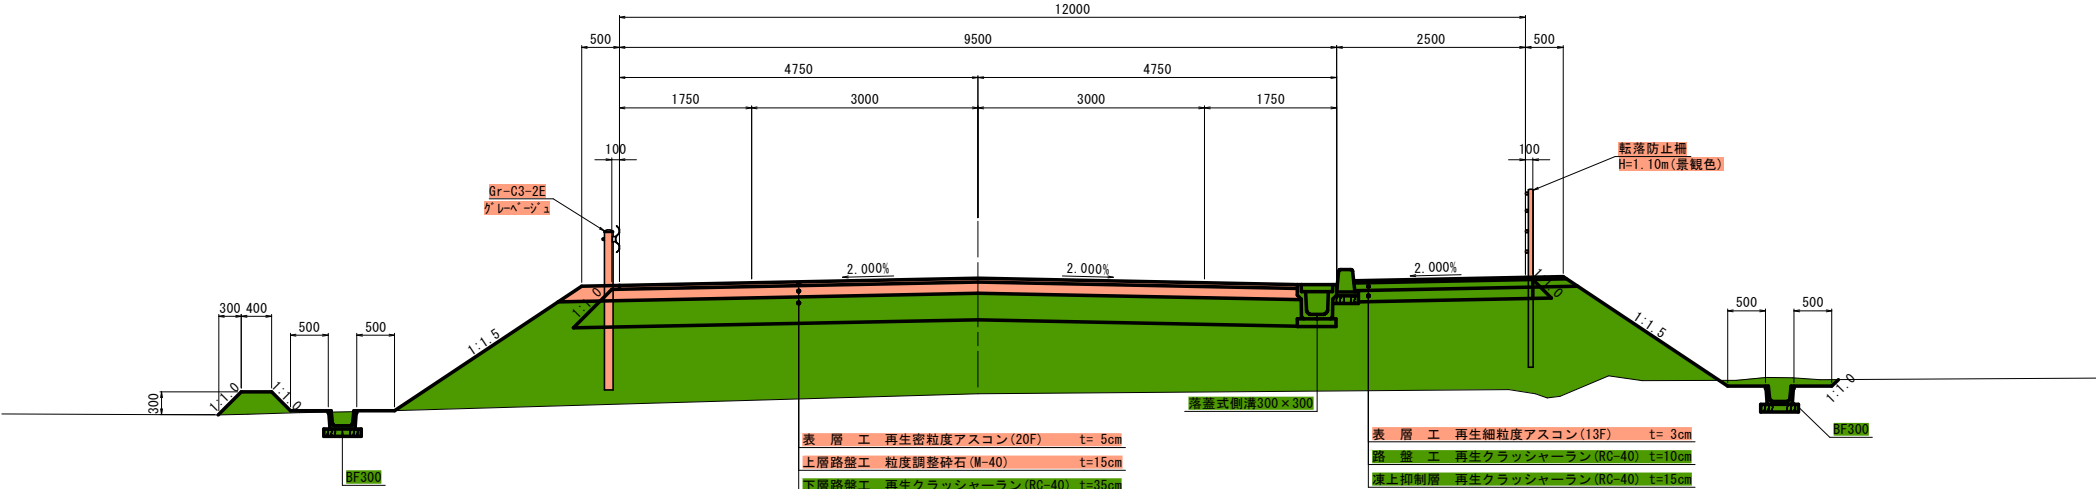 12000
500
9500
2500
500
4750
4750
1750
3000
3000
1750
100
100
転落防止柵
H=1.10m(景観色)
Gr-C3-2E
グレーベージュ
2.000%
2.000%
2.000%
1:1.0
1:1.0
300
400
500
500
500
500
1:1.5
1:1.5
1:1.0
1:1.0
1:1.0
300
落蓋式側溝300×300
表 層 工 再生密粒度アスコン(20F) t= 5cm
上層路盤工 粒度調整砕石(M-40) t=15cm
下層路盤工 再生クラッシャーラン(RC-40) t=35cm
表 層 工 再生細粒度アスコン(13F) t= 3cm
路 盤 工 再生クラッシャーラン(RC-40) t=10cm
凍上抑制層 再生クラッシャーラン(RC-40) t=15cm
BF300
BF300